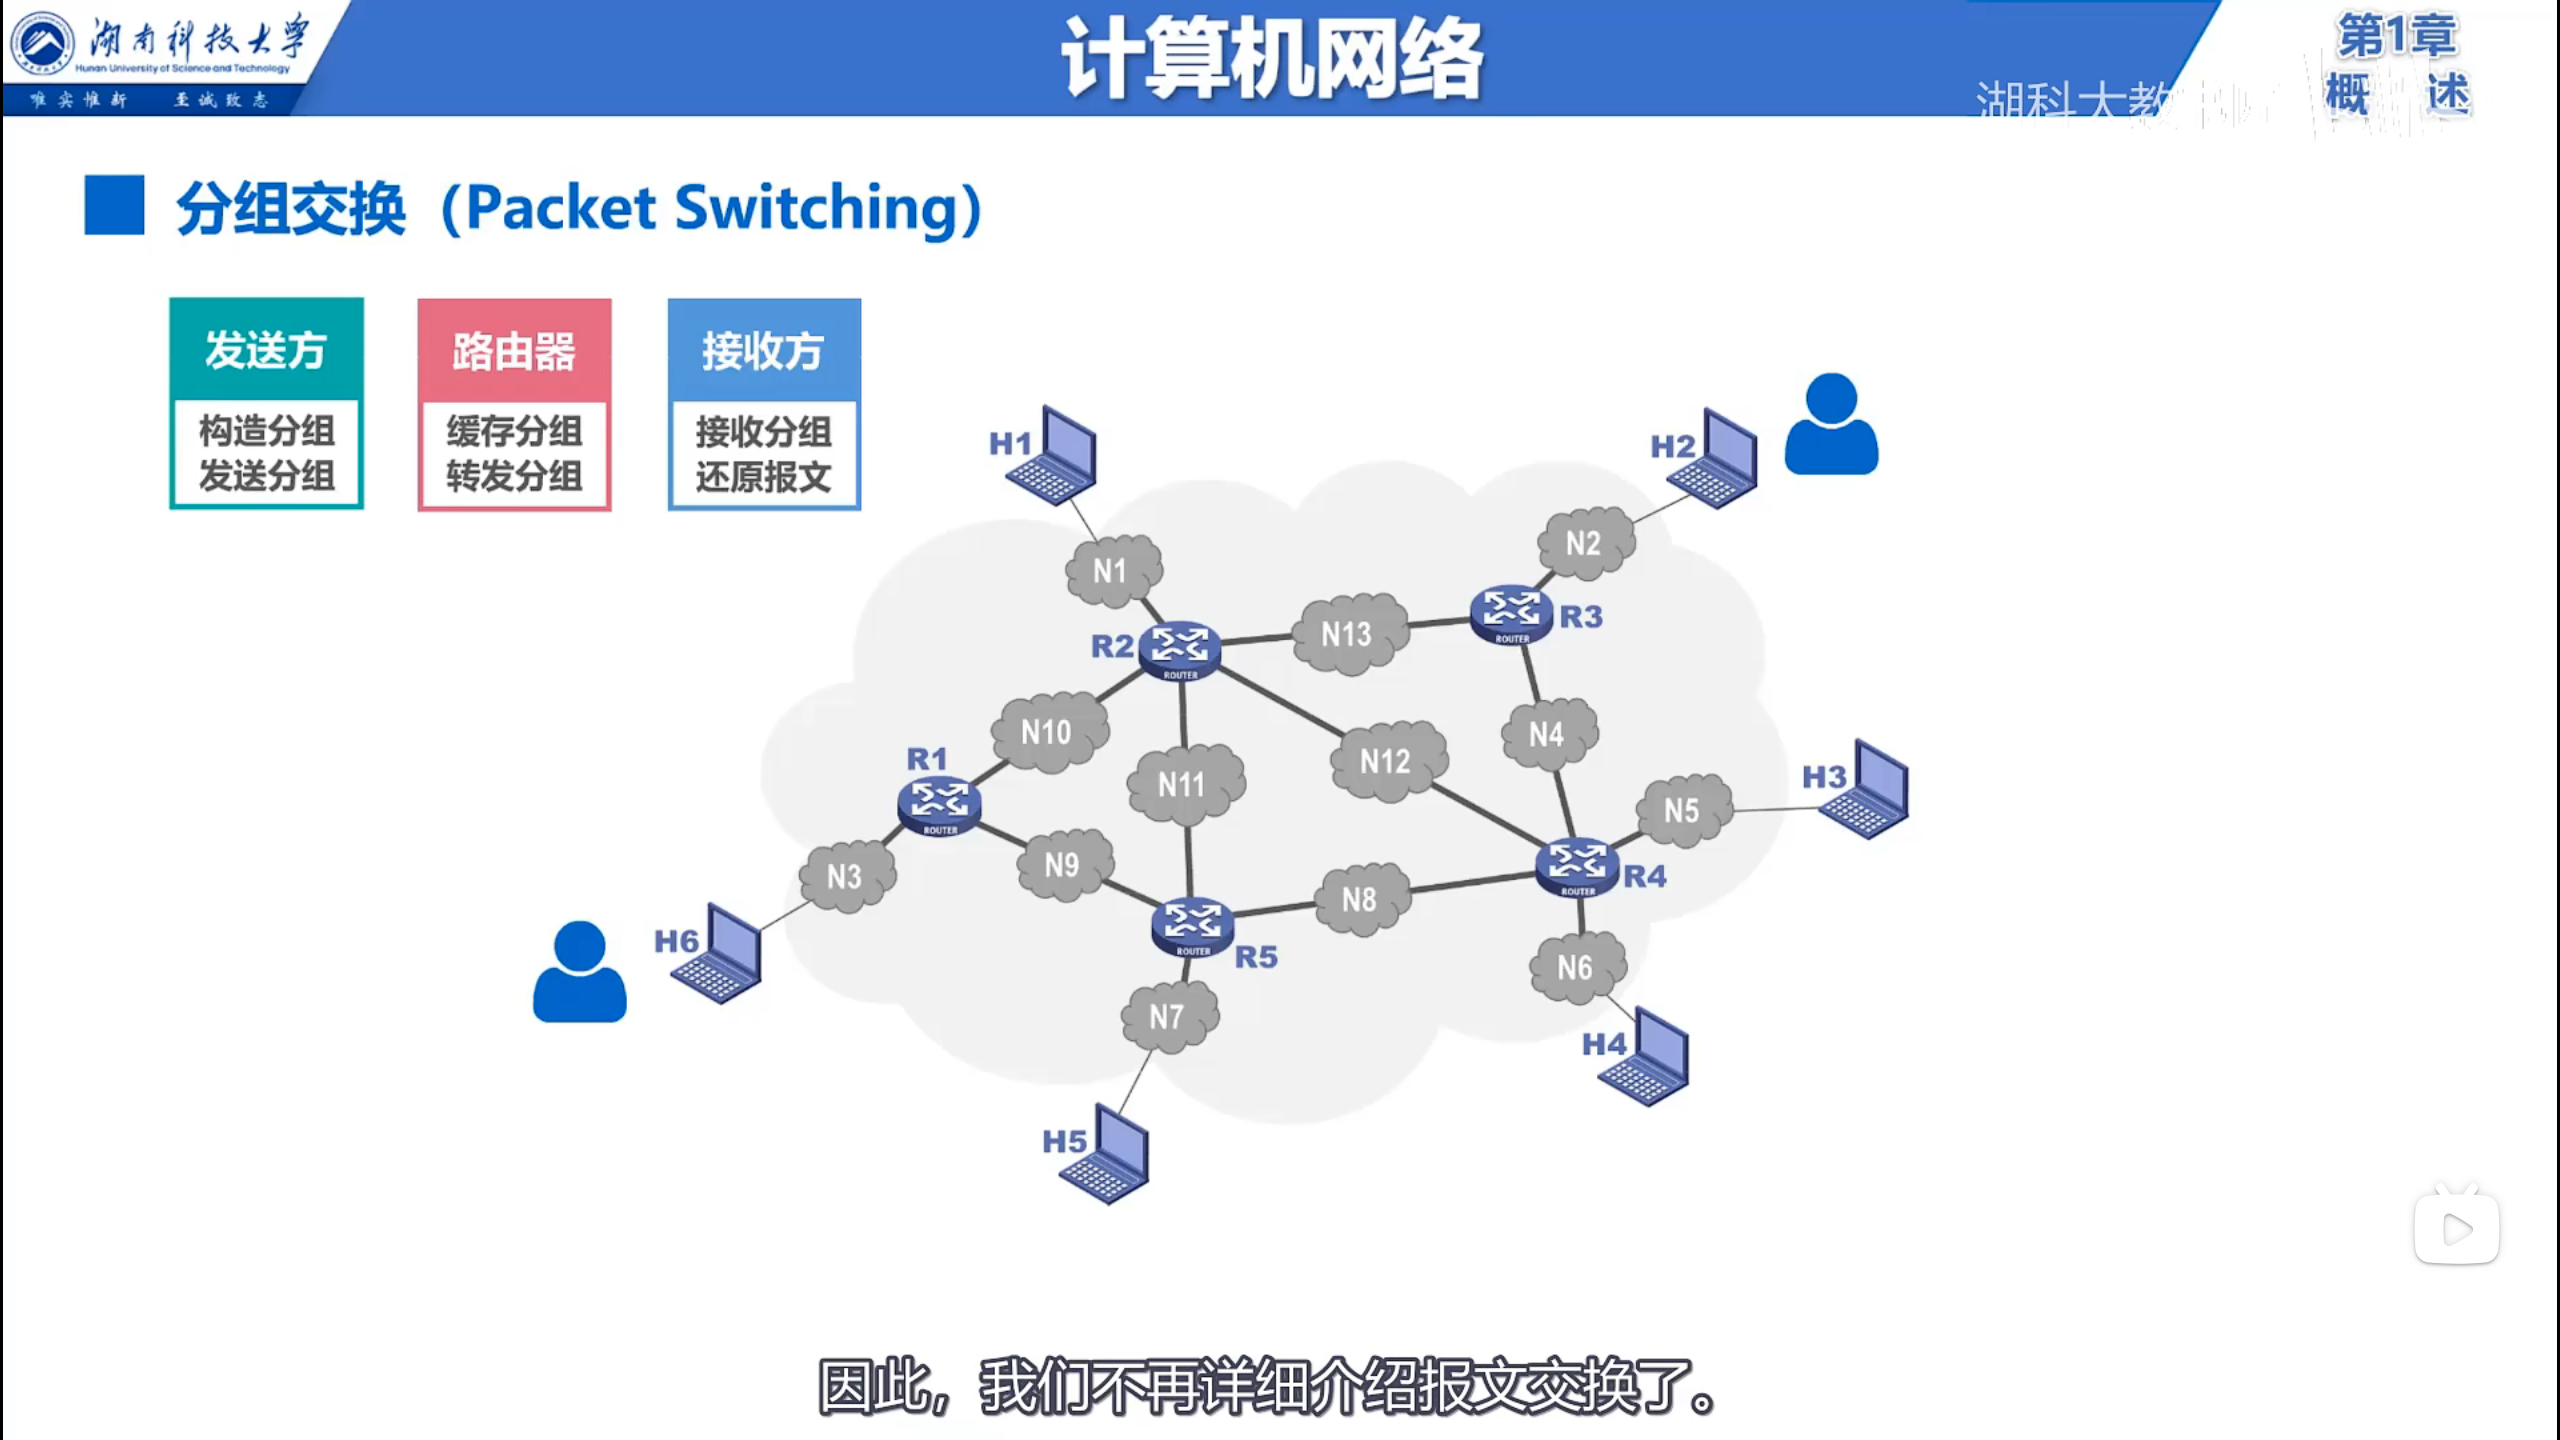 湖南科技大学
Hunan University of Science and Technology
唯实惟新 至诚致志
计算机网络
第1章
概 述
湖科大教
分组交换（Packet Switching）
发送方
构造分组
发送分组
路由器
缓存分组
转发分组
接收方
接收分组
还原报文
H1
H2
N1
N2
R2
ROUTER
N13
R3
ROUTER
N10
N11
N12
N4
R1
ROUTER
H3
N5
N3
N9
N8
R4
ROUTER
H6
R5
ROUTER
N6
N7
H4
H5
因此，我们不再详细介绍报文交换了。